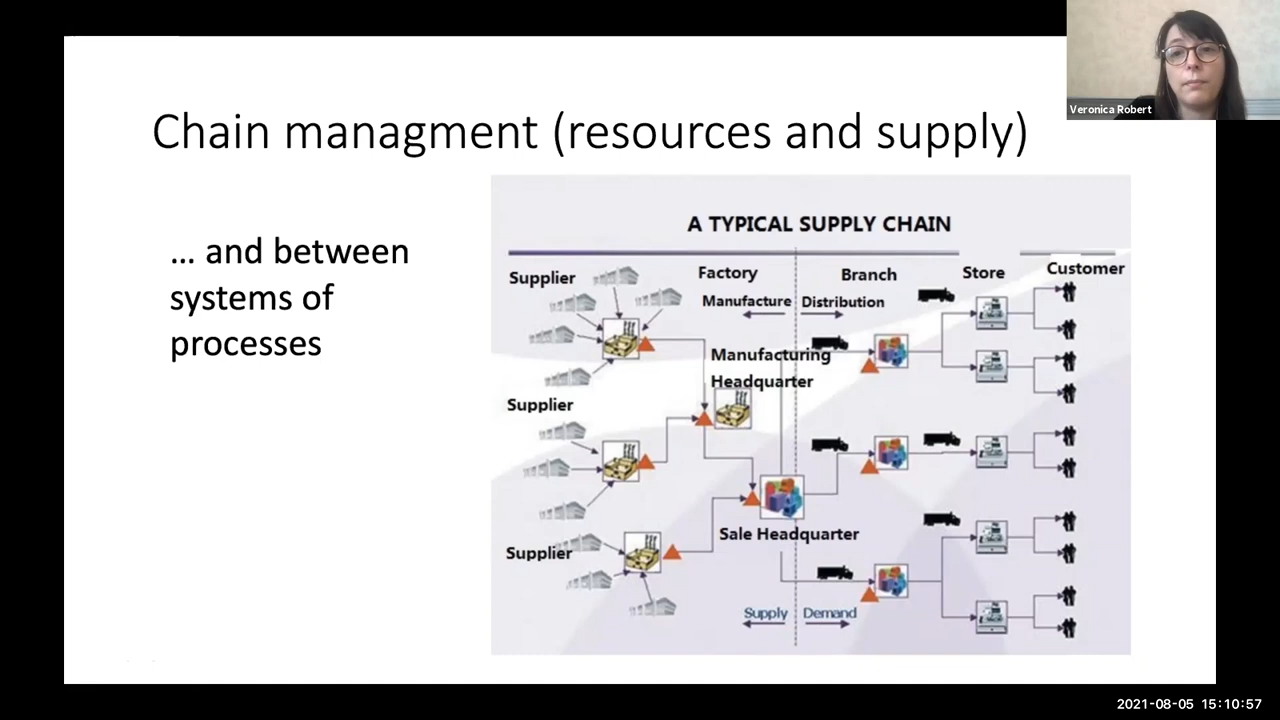 Veronica Robert
Chain managment (resources and supply)
... and between
systems of
processes
A TYPICAL SUPPLY CHAIN
Supplier
Factory
Branch
Store
Customer
Manufacture
Distribution
Manufacturing
Headquarter
Supplier
Sale Headquarter
Supplier
Supply
Demand
2021-08-05 15:10:57